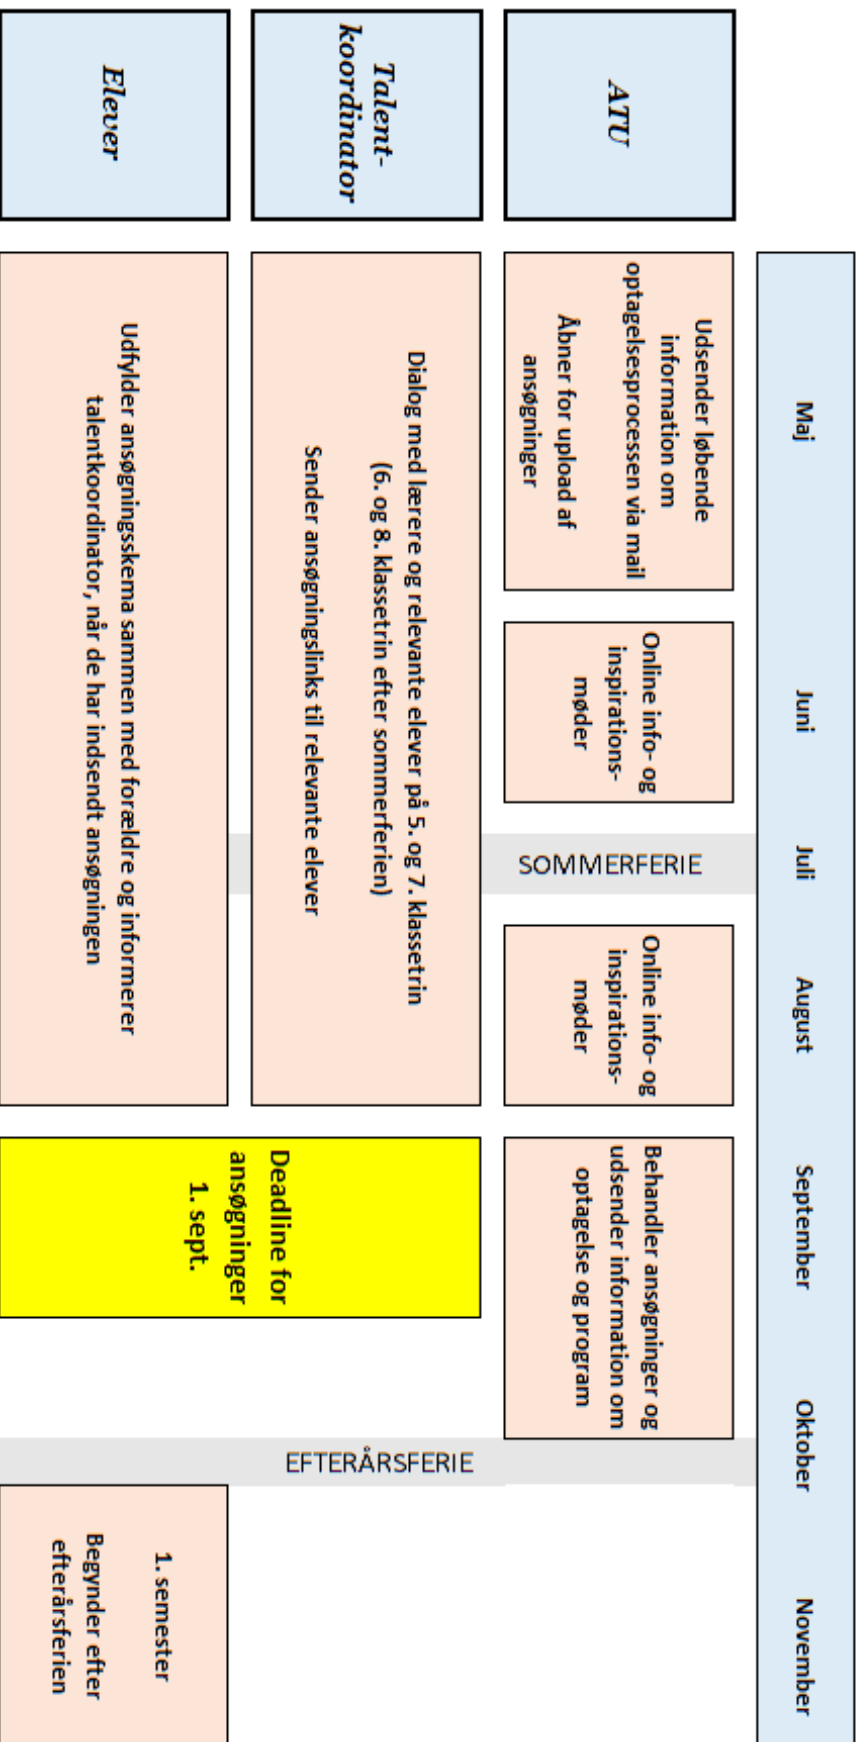 Maj
Juni
Juli
August
September
Oktober
November
ATU
Udsender løbende
information om
optagelsesprocessen via mail
Åbner for upload af
ansøgninger
Online info- og
inspirations-
møder
SOMMERFERIE
Online info- og
inspirations-
møder
Behandler ansøgninger og
udsender information om
optagelse og program
EFTERÅRSFERIE
Talent-
koordinator
Dialog med lærere og relevante elever på 5. og 7. klassetrin
(6. og 8. klassetrin efter sommerferien)
Sender ansøgningslinks til relevante elever
Deadline for
ansøgninger
1. sept.
Elever
Udfylder ansøgningsskema sammen med forældre og informerer
talentkoordinator, når de har indsendt ansøgningen
1. semester
Begynder efter
efterårsferien